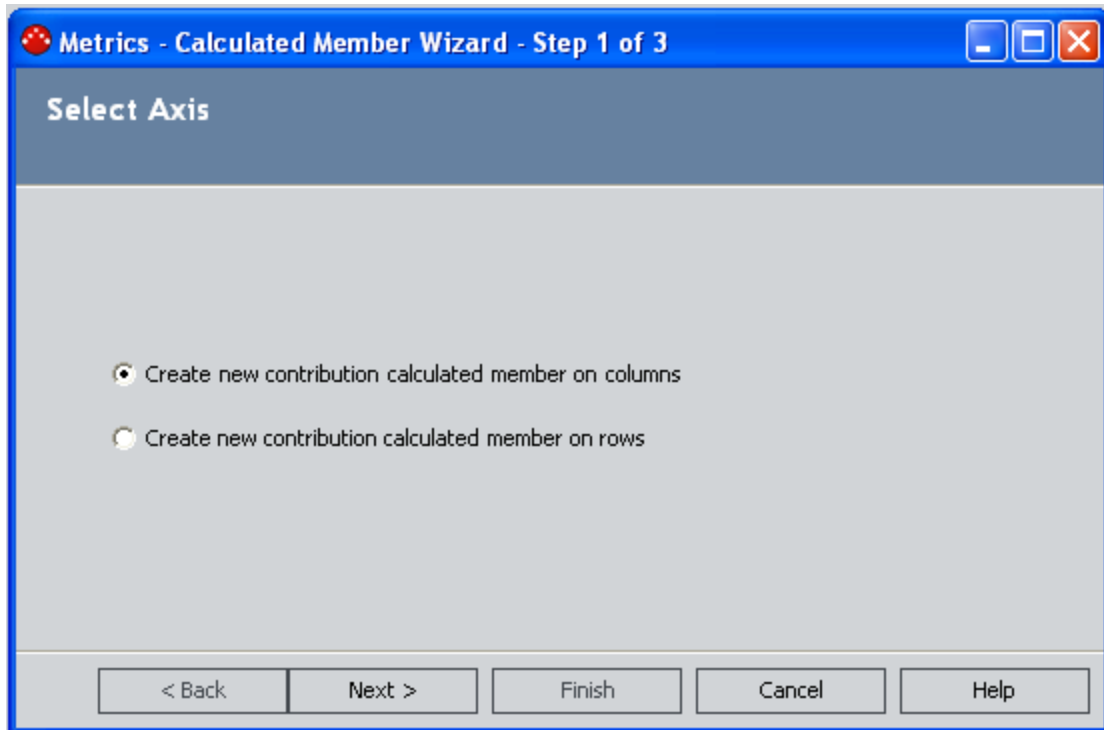 Metrics - Calculated Member Wizard - Step 1 of 3
Select Axis
Create new contribution calculated member on columns
Create new contribution calculated member on rows
< Back Next > Finish Cancel Help